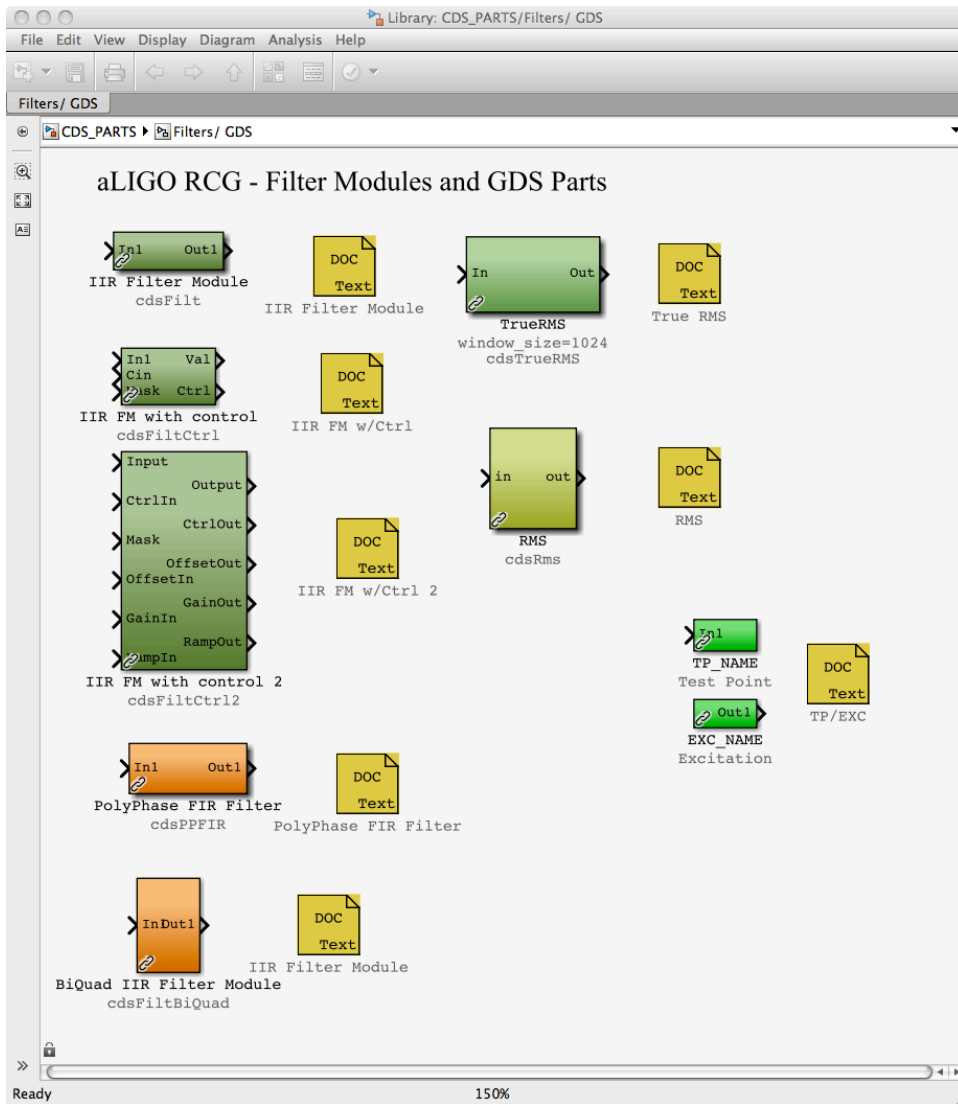 Library: CDS_PARTS/Filters/ GDS
File Edit View Display Diagram Analysis Help
Filters/ GDS
CDS_PARTS Filters/ GDS
aLIGO RCG - Filter Modules and GDS Parts
In1 Out1
IIR Filter Module
cdsFilt
DOC
Text
IIR Filter Module
In Out
TrueRMS
window_size=1024
cdsTrueRMS
DOC
Text
True RMS
In1 Val
Cin
Mask Ctrl
IIR FM with control
cdsFiltCtrl
DOC
Text
IIR FM w/Ctrl
Input
Output
CtrlIn
CtrlOut
Mask
OffsetOut
OffsetIn
GainOut
GainIn
RampOut
RampIn
IIR FM with control 2
cdsFiltCtrl2
DOC
Text
IIR FM w/Ctrl 2
in out
RMS
cdsRms
DOC
Text
RMS
In1
TP_NAME
Test Point
Out1
EXC_NAME
Excitation
DOC
Text
TP/EXC
In1 Out1
PolyPhase FIR Filter
cdsPPFIR
DOC
Text
PolyPhase FIR Filter
In1 Out1
BiQuad IIR Filter Module
cdsFiltBiQuad
DOC
Text
IIR Filter Module
Ready 150%